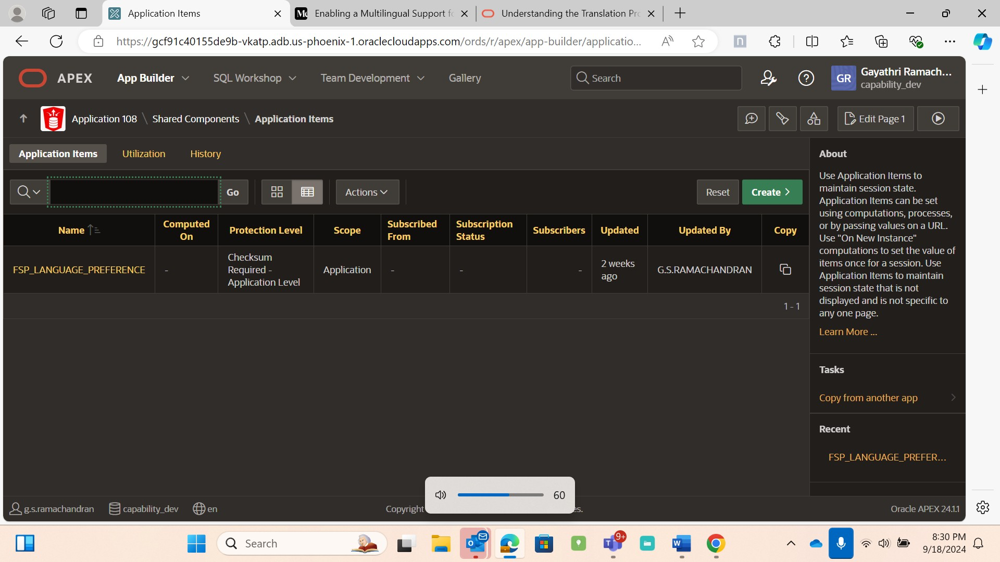 Application Items
Enabling a Multilingual Support fo
Understanding the Translation Pro
https://gcf91c40155de9b-vkatp.adb.us-phoenix-1.oraclecloudapps.com/ords/r/apex/app-builder/applicatio...
APEX
App Builder
SQL Workshop
Team Development
Gallery
Search
GR
Gayathri Ramach...
capability_dev
Application 108 \ Shared Components \ Application Items
Edit Page 1
Application Items
Utilization
History
Go
Actions
Reset
Create
Name
Computed
On
Protection Level
Scope
Subscribed
From
Subscription
Status
Subscribers
Updated
Updated By
Copy
FSP_LANGUAGE_PREFERENCE
-
Checksum
Required -
Application Level
Application
-
-
-
2 weeks
ago
G.S.RAMACHANDRAN
1 - 1
About
Use Application Items to
maintain session state.
Application Items can be set
using computations, processes,
or by passing values on a URL.
Use "On New Instance"
computations to set the value of
items once for a session. Use
Application Items to maintain
session state that is not
displayed and is not specific to
any one page.
Learn More ...
Tasks
Copy from another app
Recent
FSP_LANGUAGE_PREFER...
60
g.s.ramachandran
capability_dev
en
Copyright
es.
Oracle APEX 24.1.1
Search
9+
8:30 PM
9/18/2024